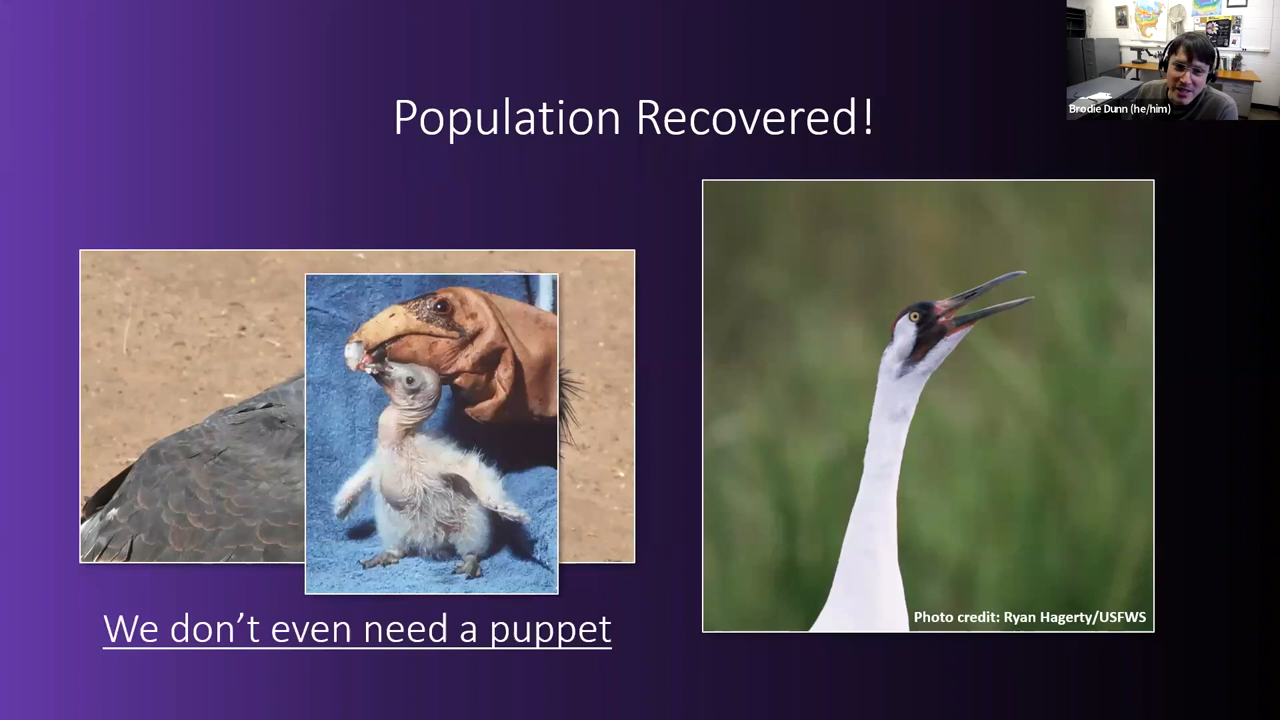 Population Recovered!
Brodie Dunn (he/him)
Photo credit: Ryan Hagerty/USFWS
We don't even need a puppet